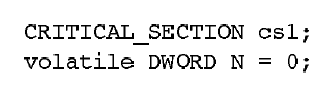 CRITICAL_SECTION cs1;
volatile DWORD N = 0;